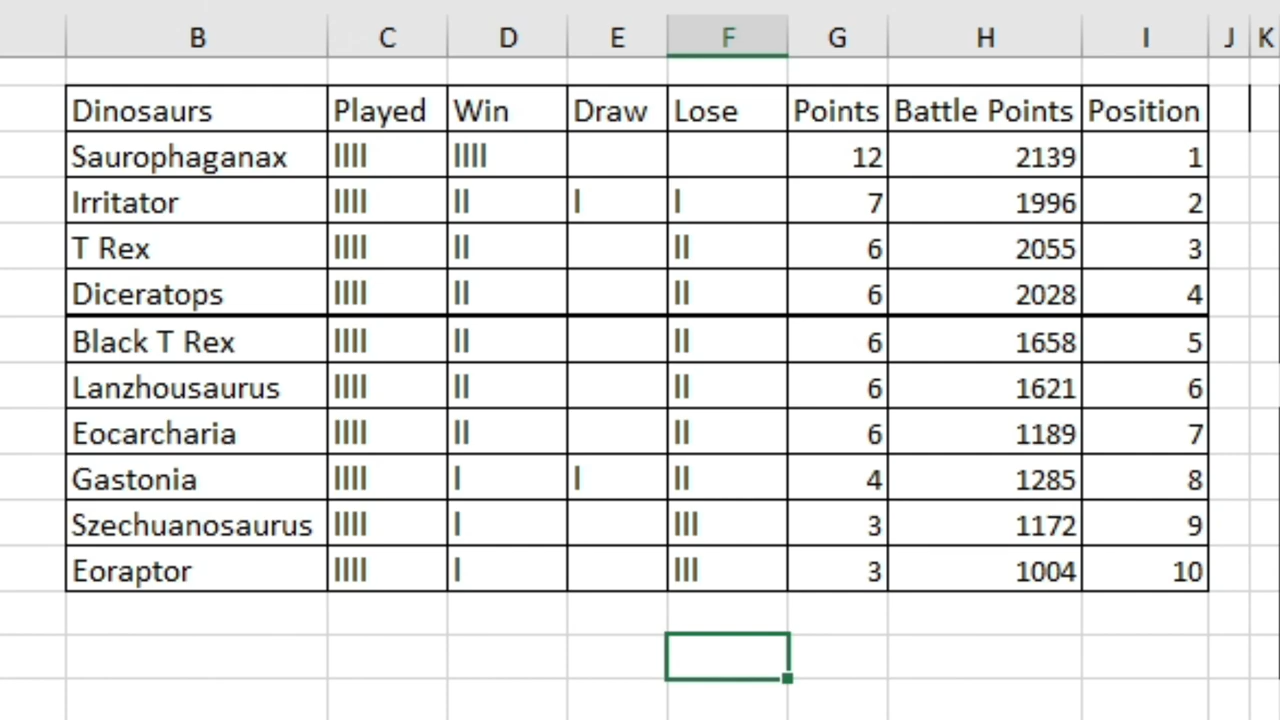 B C D E F G H I J K
Dinosaurs Played Win Draw Lose Points Battle Points Position
Saurophaganax IIII IIII 12 2139 1
Irritator IIII II I I 7 1996 2
T Rex IIII II II 6 2055 3
Diceratops IIII II II 6 2028 4
Black T Rex IIII II II 6 1658 5
Lanzhousaurus IIII II II 6 1621 6
Eocarcharia IIII II II 6 1189 7
Gastonia IIII I I II 4 1285 8
Szechuanosaurus IIII I III 3 1172 9
Eoraptor IIII I III 3 1004 10